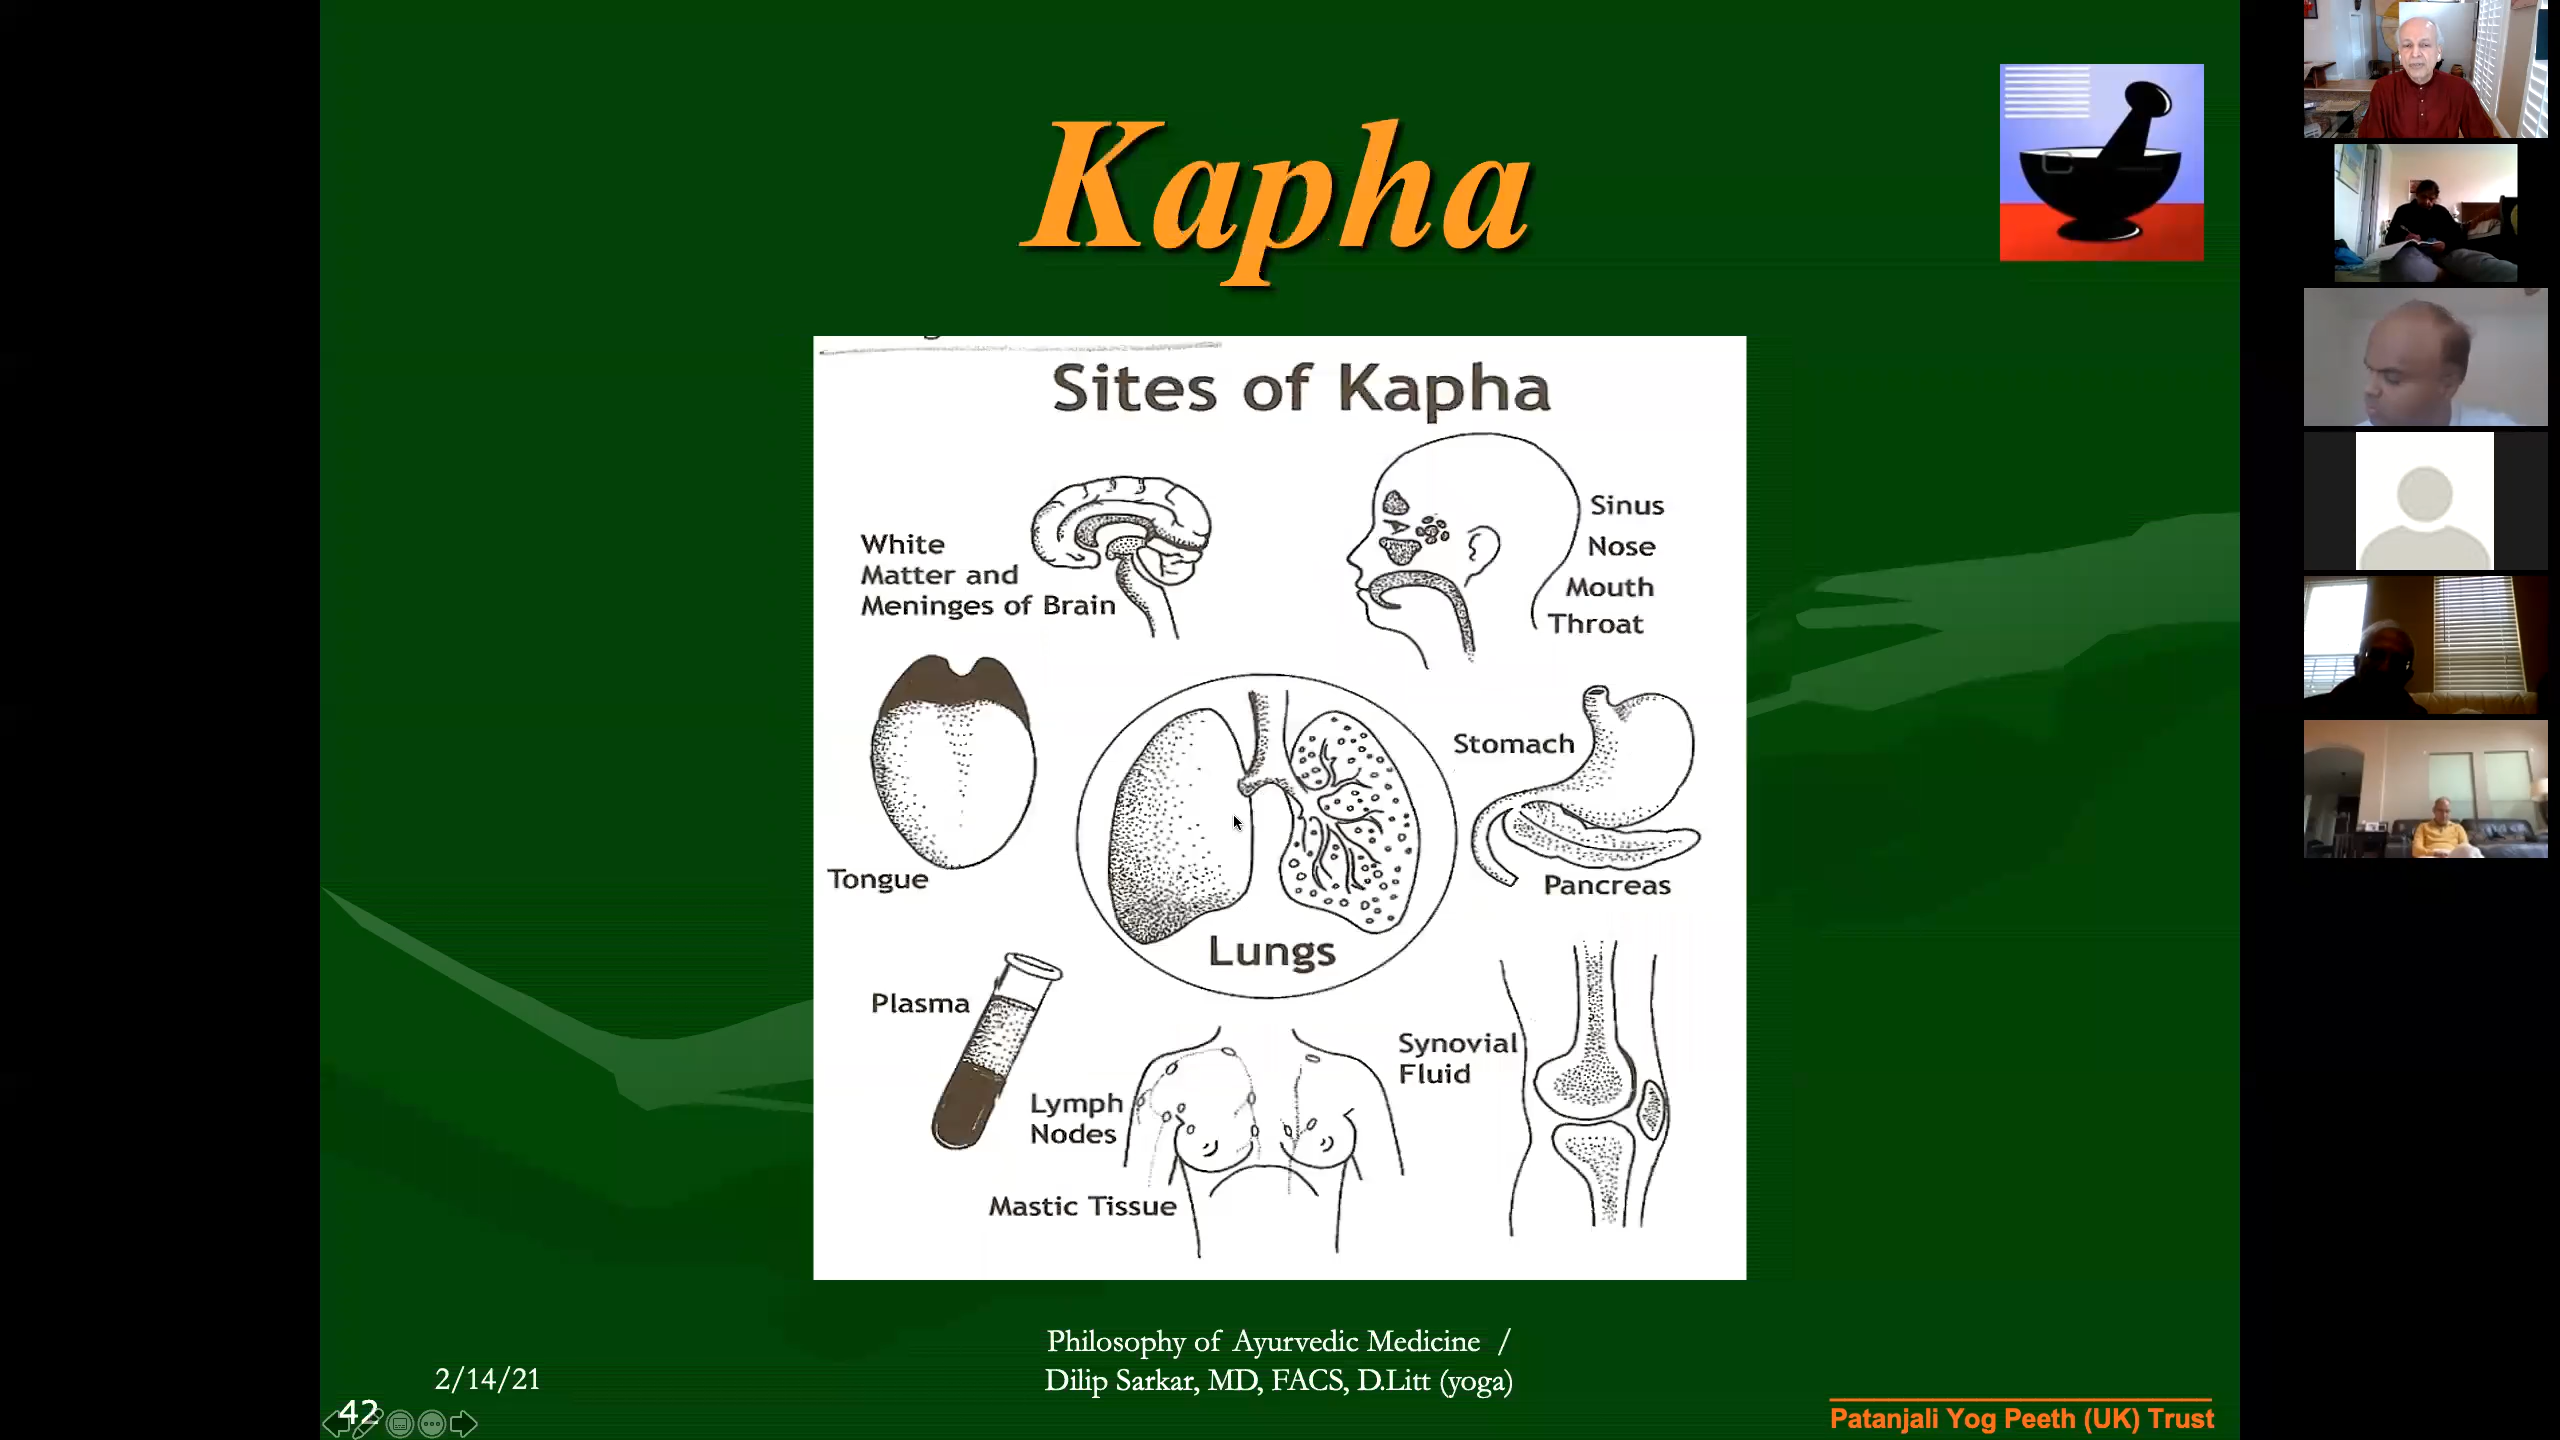 Kapha
Sites of Kapha
White
Matter and
Meninges of Brain
Sinus
Nose
Mouth
Throat
Tongue
Lungs
Stomach
Pancreas
Plasma
Lymph
Nodes
Mastic Tissue
Synovial
Fluid
Philosophy of Ayurvedic Medicine /
Dilip Sarkar, MD, FACS, D.Litt (yoga)
2/14/21
42
Patanjali Yog Peeth (UK) Trust